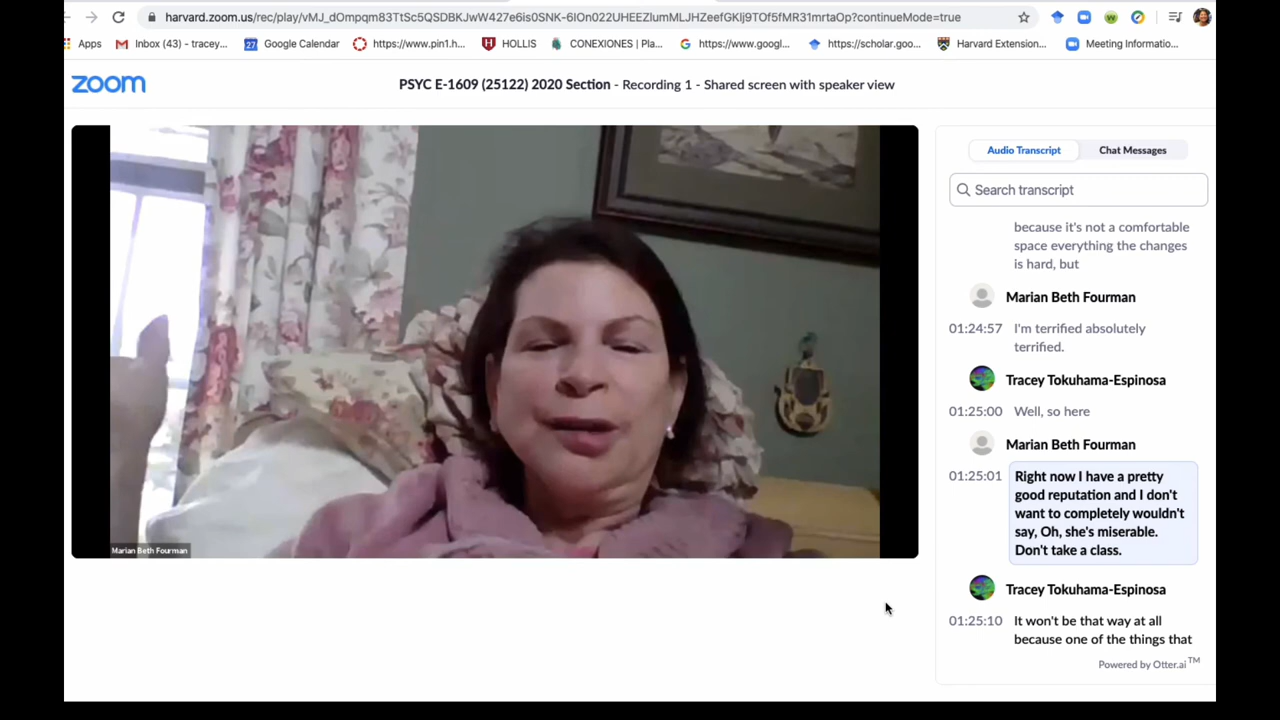 harvard.zoom.us/rec/play/vMJ_dOmpqm83TtSc5QSDBKJwW427e6is0SNK-6IOn022UHEEZlumMLJHZeefGKlj9TOf5fMR31mrtaOp?continueMode=true
Apps Inbox (43) - tracey... Google Calendar https://www.pin1.h... HOLLIS CONEXIONES | Pla... https://www.googl... https://scholar.goo... Harvard Extension... Meeting Informatio...
zoom
PSYC E-1609 (25122) 2020 Section - Recording 1 - Shared screen with speaker view
Audio Transcript Chat Messages
Search transcript
because it's not a comfortable
space everything the changes
is hard, but
Marian Beth Fourman
01:24:57 I'm terrified absolutely
terrified.
Tracey Tokuhama-Espinosa
01:25:00 Well, so here
Marian Beth Fourman
01:25:01 Right now I have a pretty
good reputation and I don't
want to completely wouldn't
say, Oh, she's miserable.
Don't take a class.
Tracey Tokuhama-Espinosa
01:25:10 It won't be that way at all
because one of the things that
Powered by Otter.ai TM
Marian Beth Fourman